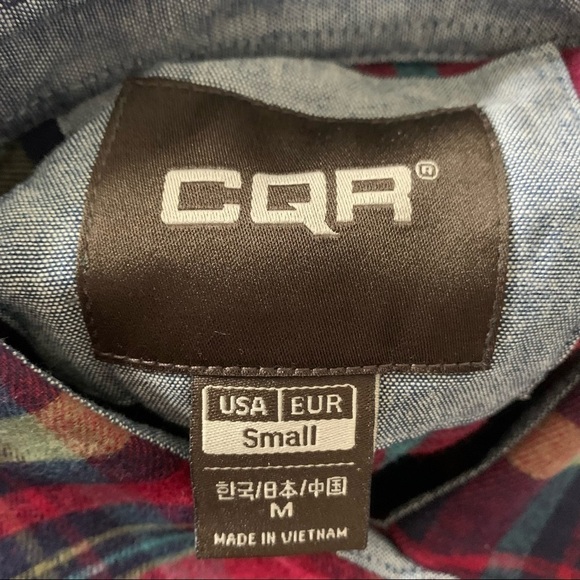 CQR®
USA EUR
Small
한국/日本/中国
M
MADE IN VIETNAM